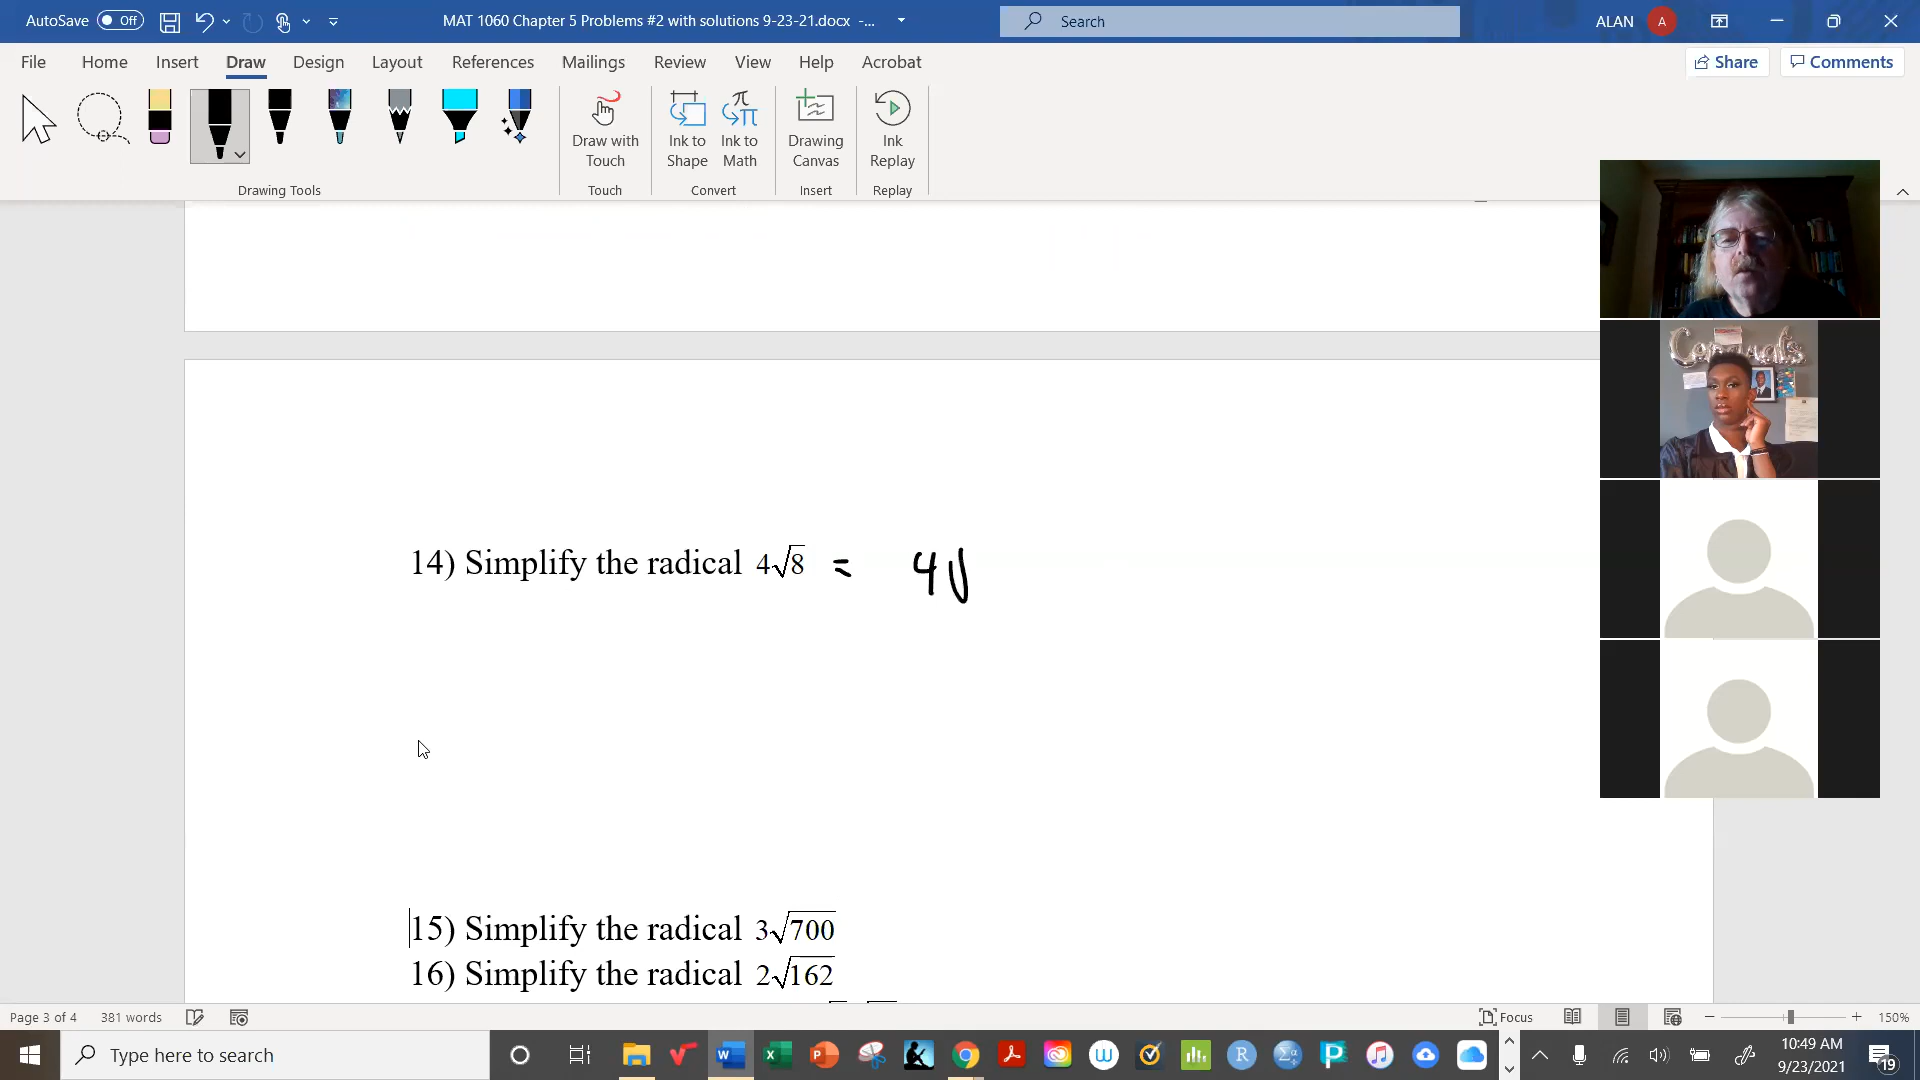 AutoSave Off MAT 1060 Chapter 5 Problems #2 with solutions 9-23-21.docx -... Search ALAN A
File Home Insert Draw Design Layout References Mailings Review View Help Acrobat Share Comments
Draw with Touch
Ink to Shape
Ink to Math
Drawing Canvas
Ink Replay
Drawing Tools Touch Convert Insert Replay
14) Simplify the radical 4√8 = 4√
15) Simplify the radical 3√700
16) Simplify the radical 2√162
Page 3 of 4 381 words Focus 150%
Type here to search 10:49 AM
9/23/2021 19